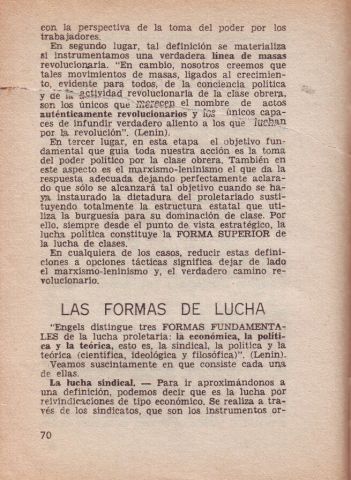 con la perspectiva de la toma del poder por los
trabajadores.
En segundo lugar, tal definición se materializa
si instrumentamos una verdadera línea de masas
revolucionaria. "En cambio, nosotros creemos que
tales movimientos de masas, ligados al crecimien-
to, evidente para todos, de la conciencia política
y de la actividad revolucionaria de la clase obrera,
son los únicos que merecen el nombre de actos
auténticamente revolucionarios y los únicos capa-
ces de infundir verdadero aliento a los que luchan
por la revolución". (Lenin).
En tercer lugar, en esta etapa el objetivo fun-
damental que guía toda nuestra acción es la toma
del poder político por la clase obrera. También en
este aspecto es el marxismo-leninismo el que da la
respuesta adecuada dejando perfectamente aclara-
do que sólo se alcanzará tal objetivo cuando se ha-
ya instaurado la dictadura del proletariado susti-
tuyendo totalmente la estructura estatal que uti-
liza la burguesía para su dominación de clase. Por
ello, siempre desde el punto de vista estratégico, la
lucha política constituye la FORMA SUPERIOR de
la lucha de clases.
En cualquiera de los casos, reducir estas defini-
ciones a opciones tácticas significa dejar de lado
el marxismo-leninismo y, el verdadero camino re-
volucionario.
LAS FORMAS DE LUCHA
"Engels distingue tres FORMAS FUNDAMENTA-
LES de la lucha proletaria: la económica, la políti-
ca y la teórica, esto es, la sindical, la política y la
teórica (científica, ideológica y filosófica)". (Lenin).
Veamos suscintamente en que consiste cada una
de ellas.
La lucha sindical. — Para ir aproximándonos a
una definición, podemos decir que es la lucha por
reivindicaciones de tipo económico. Se realiza a tra-
vés de los sindicatos, que son los instrumentos or-
70